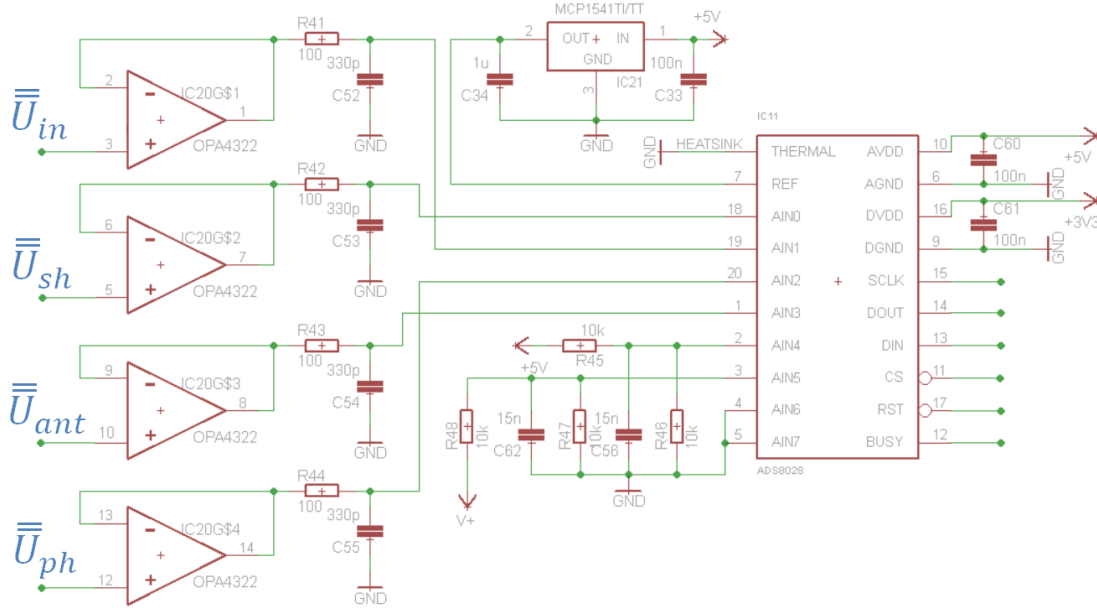 R41
100
330p
C52
GND
2
3
1
IC20G$1
OPA4322
U̿in
R42
100
330p
C53
GND
6
5
7
IC20G$2
OPA4322
U̿sh
R43
100
330p
C54
GND
9
10
8
IC20G$3
OPA4322
U̿ant
R44
100
330p
C55
GND
13
12
14
IC20G$4
OPA4322
U̿ph
MCP1541TI/TT
2 OUT IN 1
GND
3
IC21
+5V
1u
C34
100n
C33
GND
IC11
GND HEATSINK THERMAL
7 REF
18 AIN0
19 AIN1
20 AIN2
1 AIN3
2 AIN4
3 AIN5
4 AIN6
5 AIN7
AVDD 10
AGND 6
DVDD 16
DGND 9
SCLK 15
DOUT 14
DIN 13
CS 11
RST 17
BUSY 12
ADS8028
C60
100n
+5V
GND
C61
100n
+3V3
GND
10k
R45
+5V
R48
10k
15n
C62
R47
10k
15n
C56
R46
10k
GND
V+